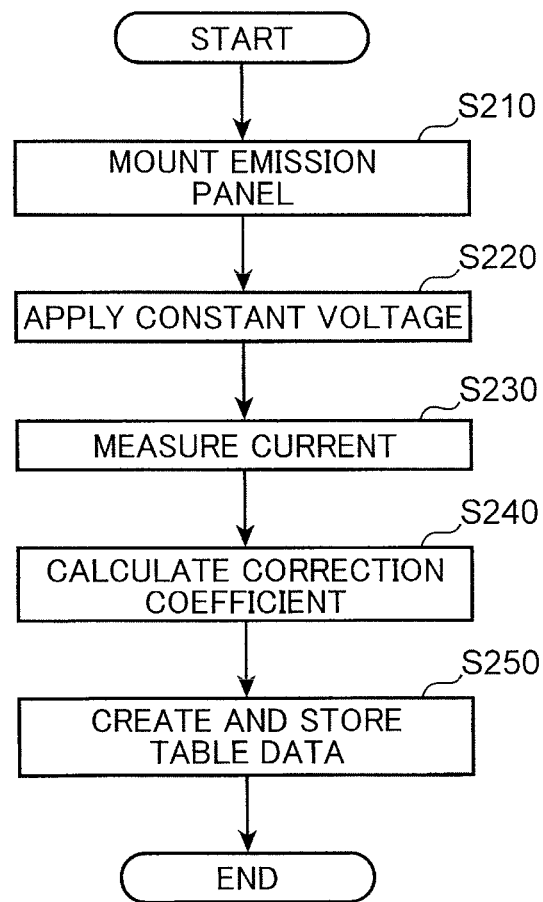 START
S210
MOUNT EMISSION
PANEL
S220
APPLY CONSTANT VOLTAGE
S230
MEASURE CURRENT
S240
CALCULATE CORRECTION
COEFFICIENT
S250
CREATE AND STORE
TABLE DATA
END